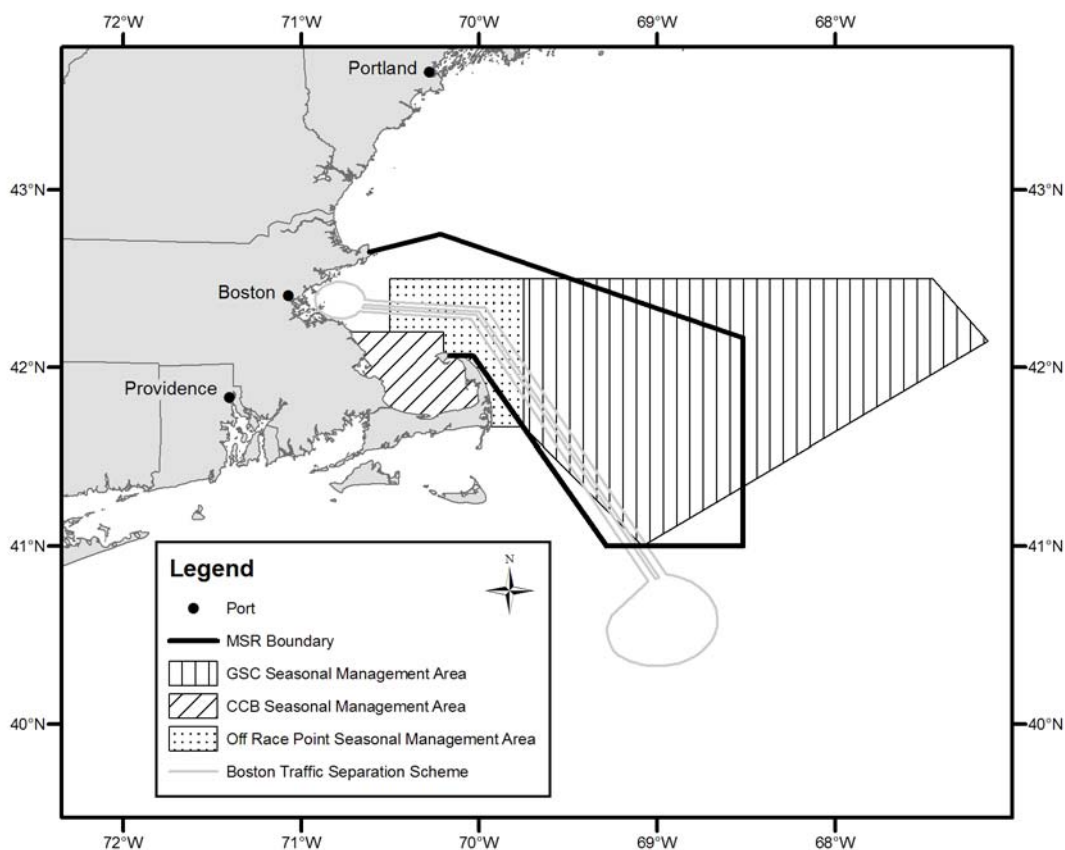 72°W 71°W 70°W 69°W 68°W
Portland
43°N 43°N
Boston
42°N 42°N
Providence
41°N 41°N
Legend
N
Port
MSR Boundary
GSC Seasonal Management Area
CCB Seasonal Management Area
Off Race Point Seasonal Management Area
Boston Traffic Separation Scheme
40°N 40°N
72°W 71°W 70°W 69°W 68°W